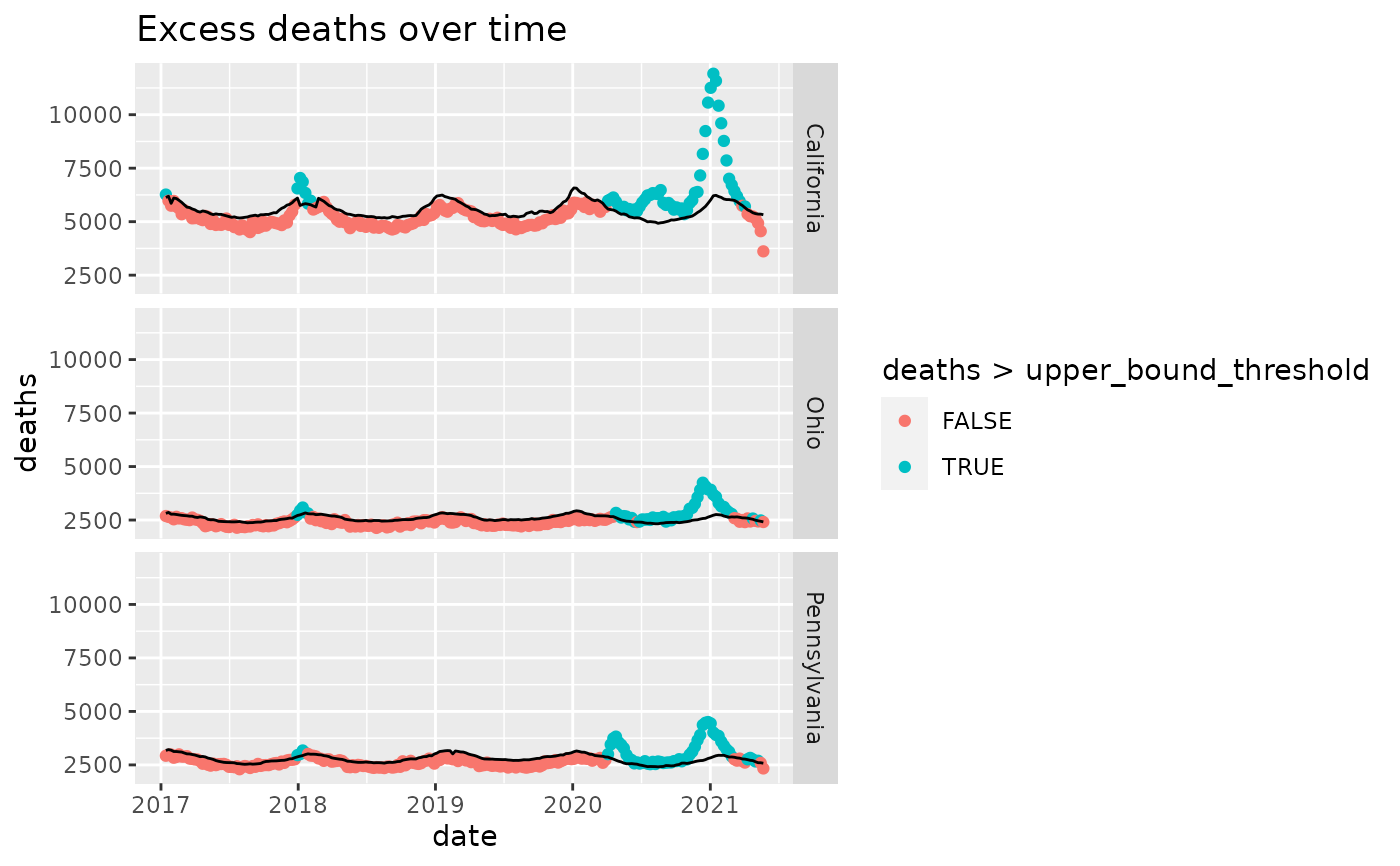 Excess deaths over time
deaths
10000
7500
5000
2500
California
10000
7500
5000
2500
Ohio
10000
7500
5000
2500
Pennsylvania
2017
2018
2019
2020
2021
date
deaths > upper_bound_threshold
FALSE
TRUE